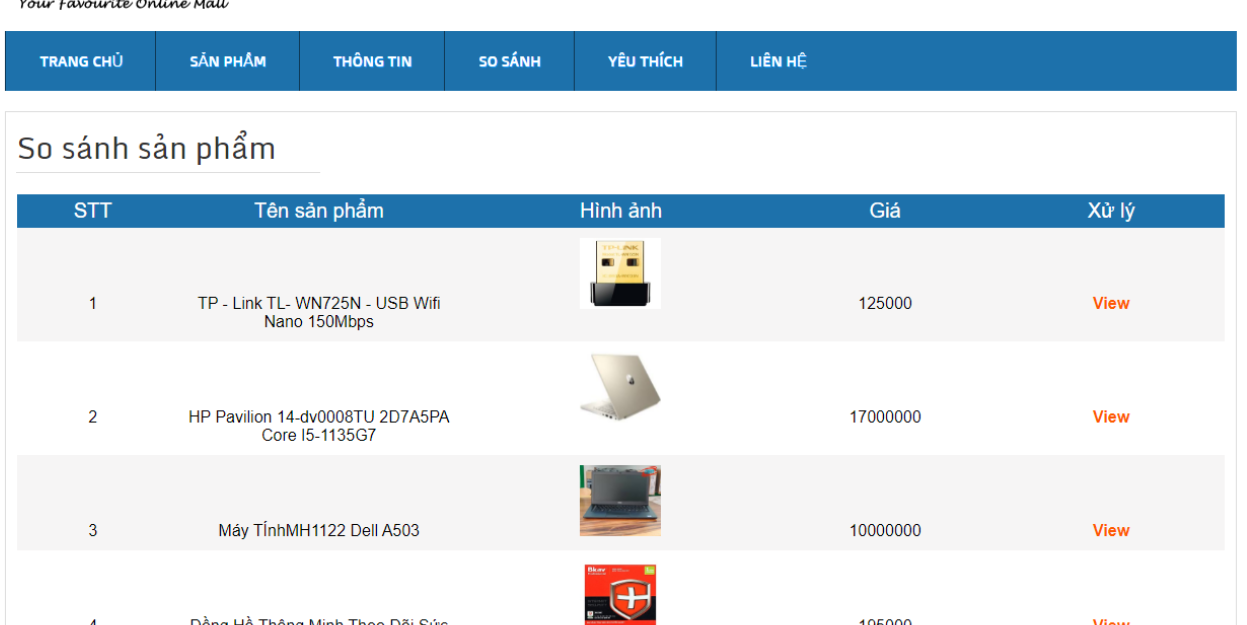 Your Favourite Online Mall
TRANG CHỦ
SẢN PHẨM
THÔNG TIN
SO SÁNH
YÊU THÍCH
LIÊN HỆ
So sánh sản phẩm
STT Tên sản phẩm Hình ảnh Giá Xử lý
TP-LINK
1 TP - Link TL- WN725N - USB Wifi 125000 View
Nano 150Mbps
2 HP Pavilion 14-dv0008TU 2D7A5PA 17000000 View
Core I5-1135G7
3 Máy TÍnhMH1122 Dell A503 10000000 View
Bkav
4 Đồng Hồ Thông Minh Theo Dõi Sức 195000 View